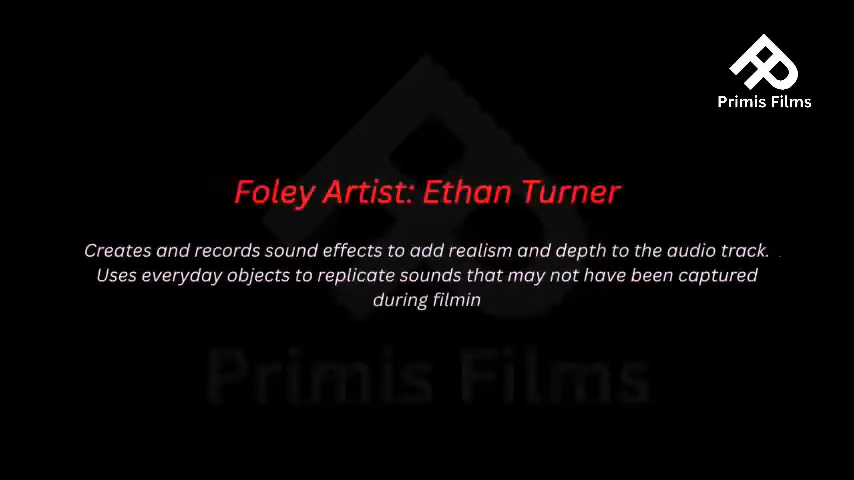 Primis Films
Foley Artist: Ethan Turner
Creates and records sound effects to add realism and depth to the audio track.
Uses everyday objects to replicate sounds that may not have been captured
during filmin
Primis Films